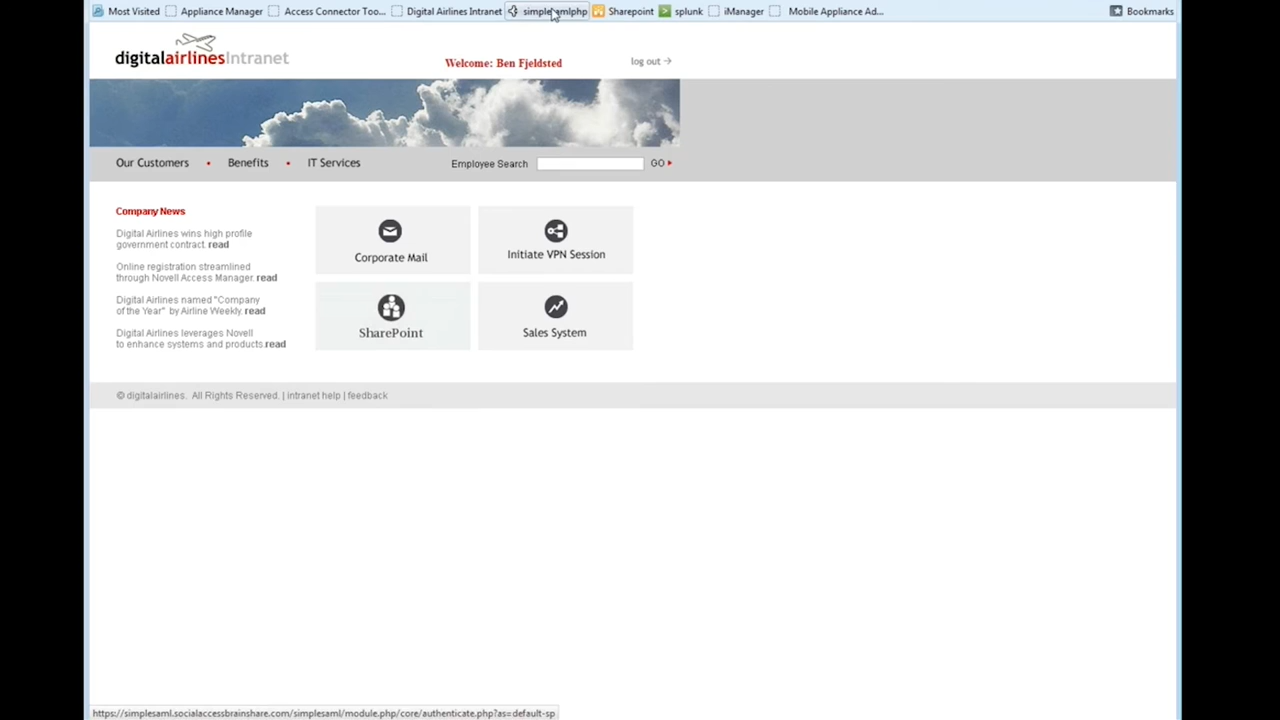 Most Visited Appliance Manager Access Connector Too... Digital Airlines Intranet simplesamlphp Sharepoint splunk iManager Mobile Appliance Ad... Bookmarks
digitalairlinesIntranet
Welcome: Ben Fjeldsted
log out →
Our Customers • Benefits • IT Services
Employee Search GO
Company News
Digital Airlines wins high profile
government contract. read
Online registration streamlined
through Novell Access Manager. read
Digital Airlines named "Company
of the Year" by Airline Weekly. read
Digital Airlines leverages Novell
to enhance systems and products.read
Corporate Mail
Initiate VPN Session
SharePoint
Sales System
© digitalairlines. All Rights Reserved. | intranet help | feedback
https://simplesaml.socialaccessbrainshare.com/simplesaml/module.php/core/authenticate.php?as=default-sp